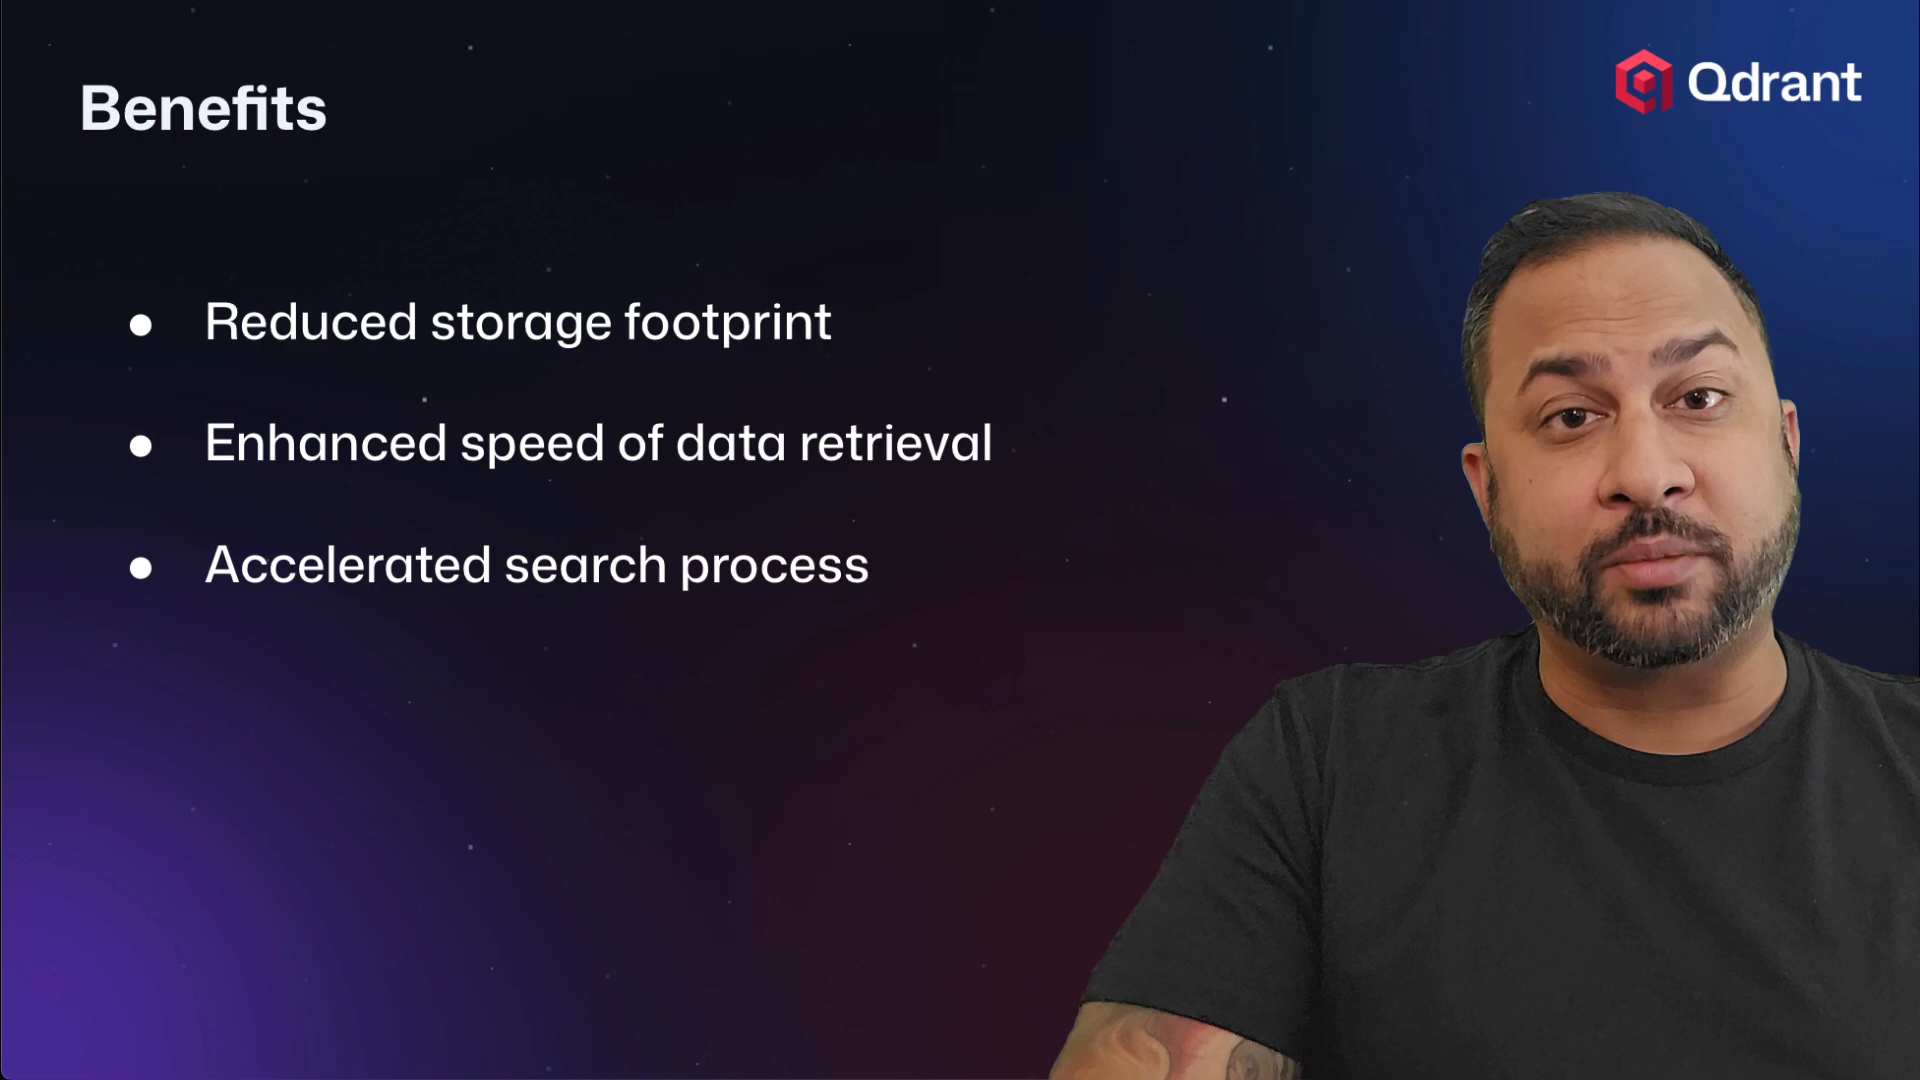 Benefits
Qdrant
● Reduced storage footprint
● Enhanced speed of data retrieval
● Accelerated search process